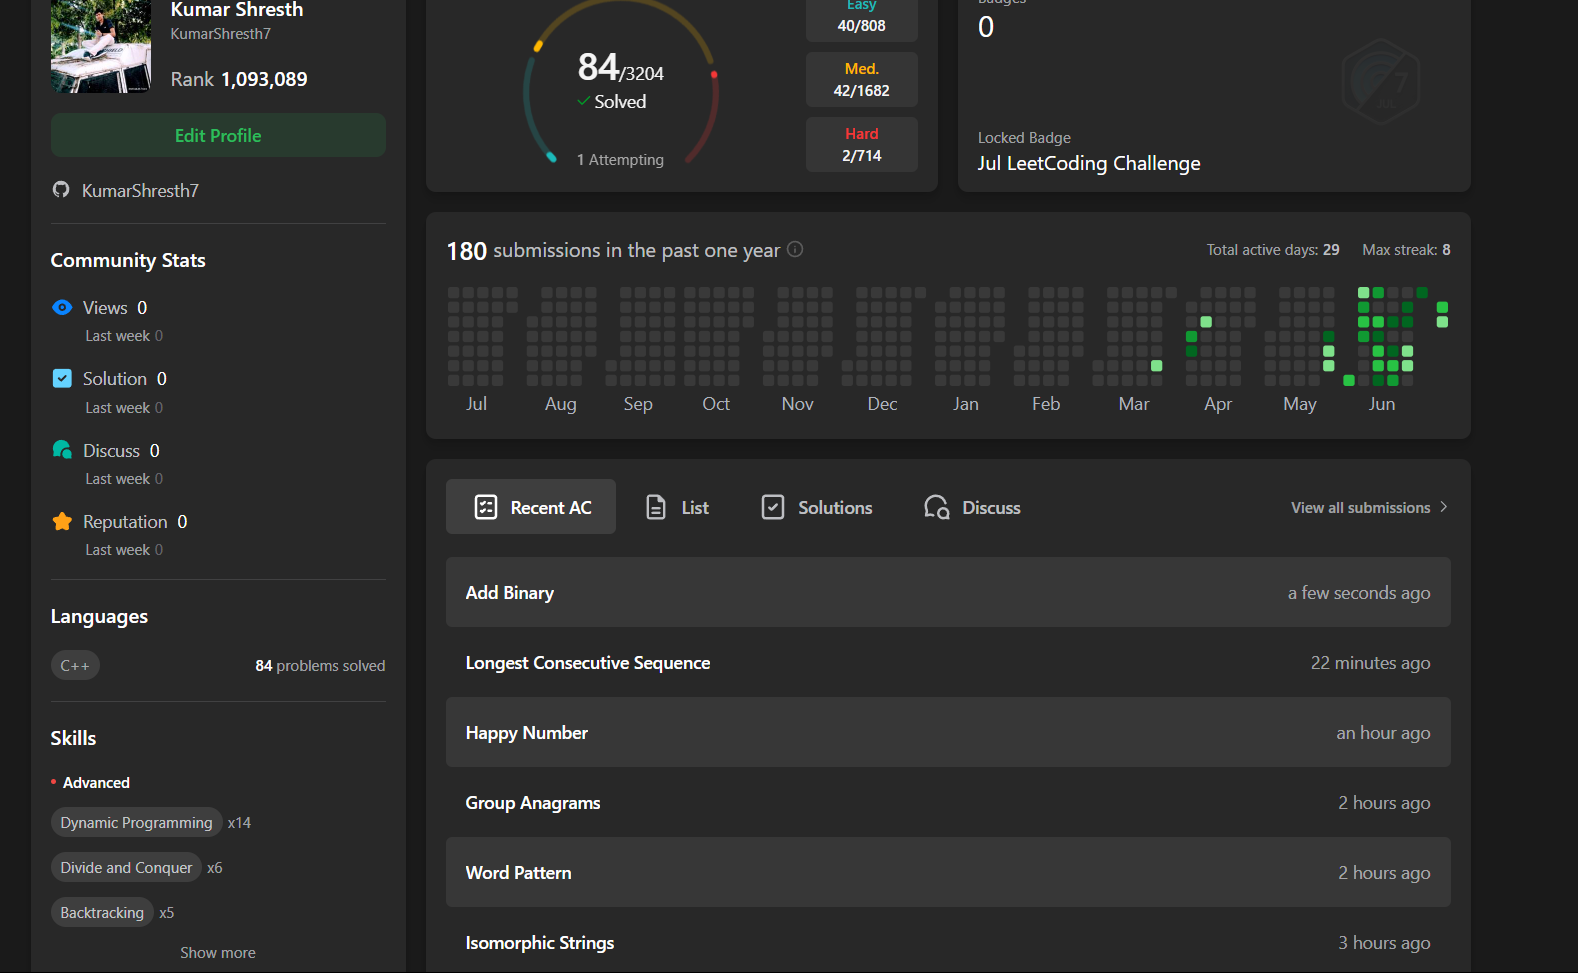 Kumar Shresth
KumarShresth7
Rank 1,093,089
Edit Profile
KumarShresth7
Community Stats
Views 0
Last week 0
Solution 0
Last week 0
Discuss 0
Last week 0
Reputation 0
Last week 0
Languages
C++ 84 problems solved
Skills
Advanced
Dynamic Programming x14
Divide and Conquer x6
Backtracking x5
Show more
84/3204
Solved
1 Attempting
Easy
40/808
Med.
42/1682
Hard
2/714
Badges
0
Locked Badge
Jul LeetCoding Challenge
180 submissions in the past one year
Total active days: 29 Max streak: 8
Jul Aug Sep Oct Nov Dec Jan Feb Mar Apr May Jun
Recent AC List Solutions Discuss View all submissions
Add Binary a few seconds ago
Longest Consecutive Sequence 22 minutes ago
Happy Number an hour ago
Group Anagrams 2 hours ago
Word Pattern 2 hours ago
Isomorphic Strings 3 hours ago